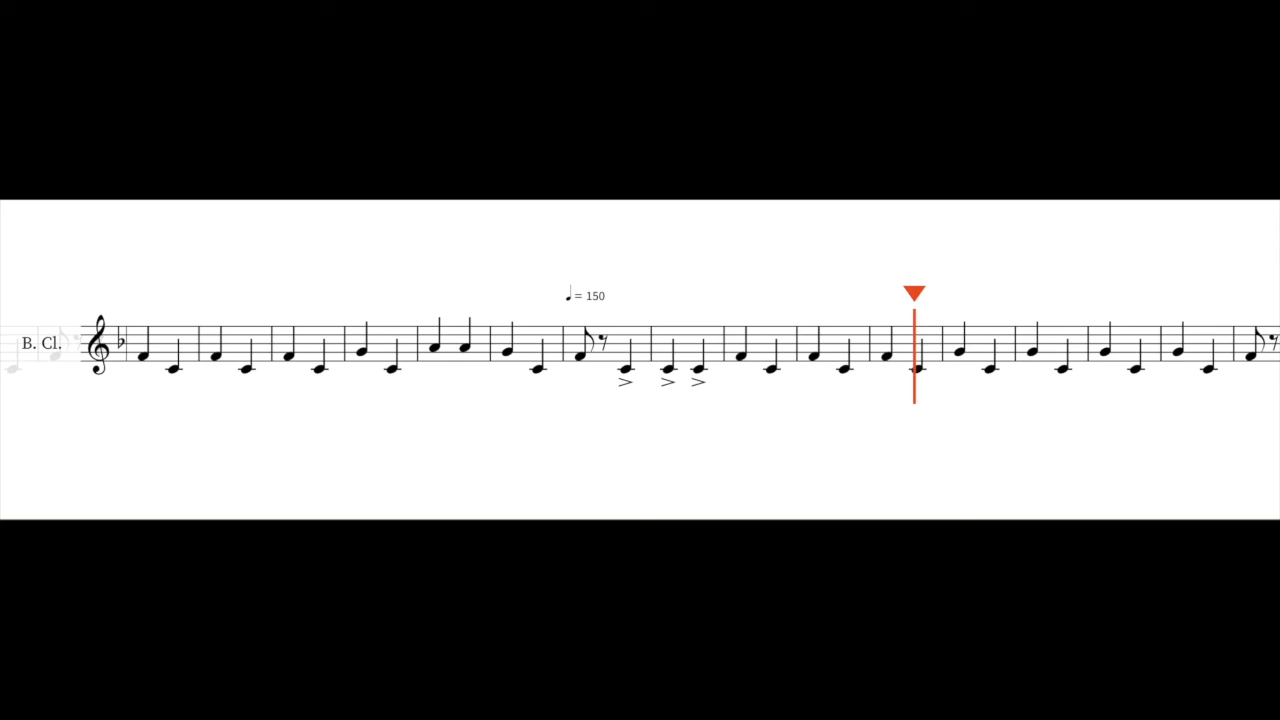 ♩ = 150
B. Cl.